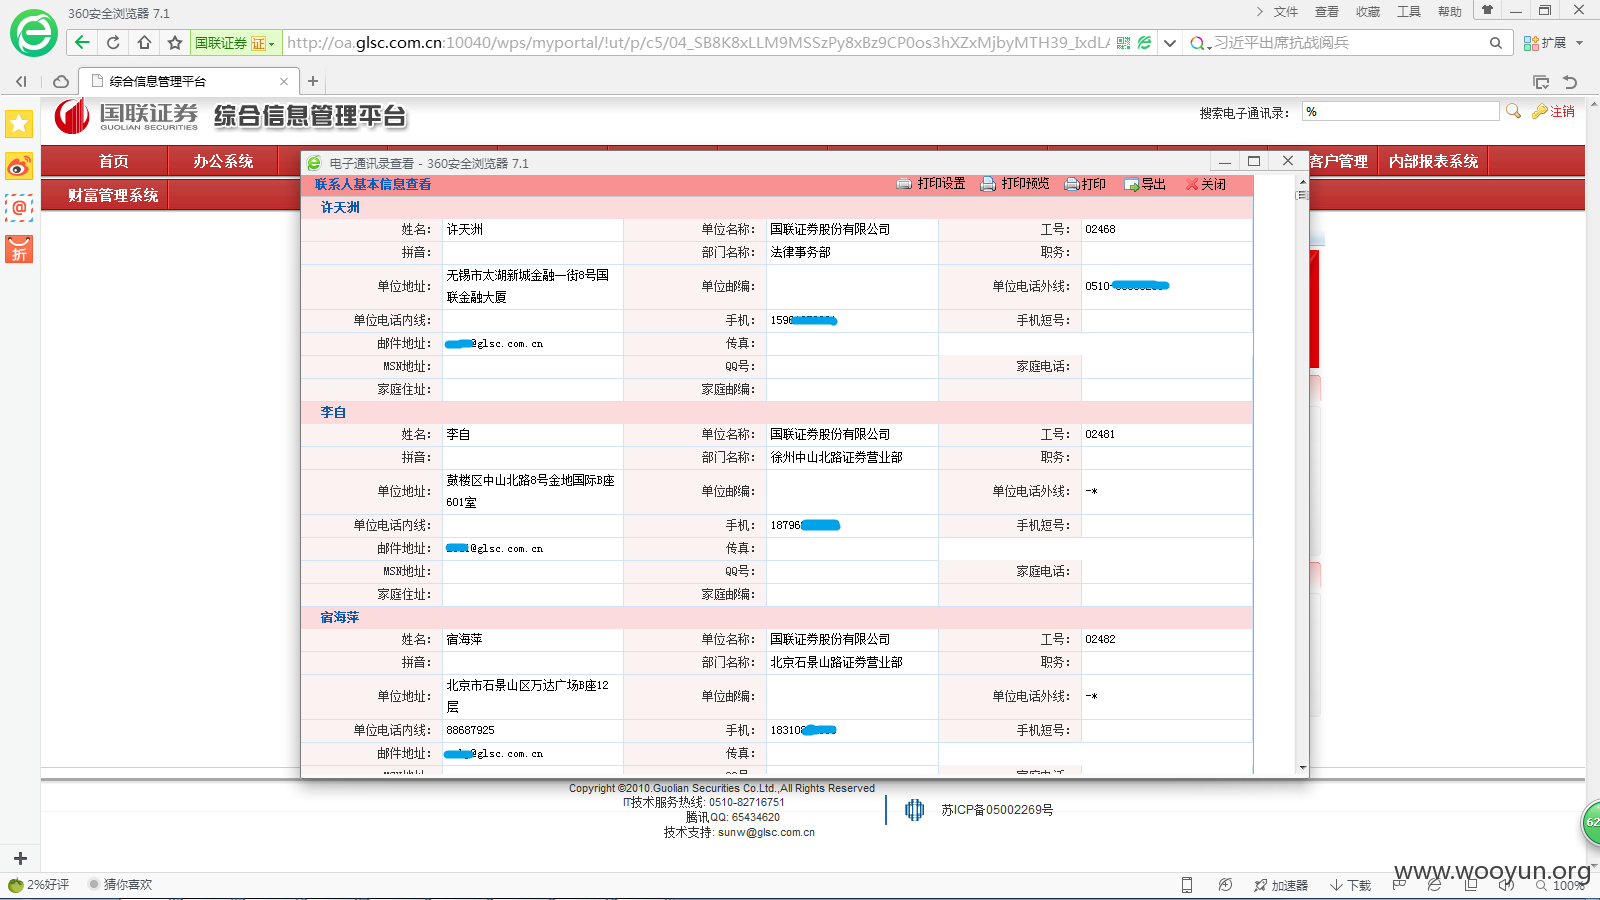 360安全浏览器 7.1
文件 查看 收藏 工具 帮助
国联证券 证 http://oa.glsc.com.cn:10040/wps/myportal/!ut/p/c5/04_SB8K8xLLM9MSSzPy8xBz9CP0os3hXZxMjbyMTH39_IxdLA 习近平出席抗战阅兵 扩展
综合信息管理平台
国联证券 综合信息管理平台
GUOLIAN SECURITIES
搜索电子通讯录： % 注销
首页 办公系统 客户管理 内部报表系统
财富管理系统
电子通讯录查看 - 360安全浏览器 7.1
联系人基本信息查看 打印设置 打印预览 打印 导出 关闭
许天洲
姓名： 许天洲 单位名称： 国联证券股份有限公司 工号： 02468
拼音： 部门名称： 法律事务部 职务：
单位地址： 无锡市太湖新城金融一街8号国联金融大厦 单位邮编： 单位电话外线： 0510-
单位电话内线： 手机： 1596 手机短号：
邮件地址： @glsc.com.cn 传真：
MSN地址： QQ号： 家庭电话：
家庭住址： 家庭邮编：
李自
姓名： 李自 单位名称： 国联证券股份有限公司 工号： 02481
拼音： 部门名称： 徐州中山北路证券营业部 职务：
单位地址： 鼓楼区中山北路8号金地国际B座601室 单位邮编： 单位电话外线： -*
单位电话内线： 手机： 18796 手机短号：
邮件地址： @glsc.com.cn 传真：
MSN地址： QQ号： 家庭电话：
家庭住址： 家庭邮编：
宿海萍
姓名： 宿海萍 单位名称： 国联证券股份有限公司 工号： 02482
拼音： 部门名称： 北京石景山路证券营业部 职务：
单位地址： 北京市石景山区万达广场B座12层 单位邮编： 单位电话外线： -*
单位电话内线： 88687925 手机： 18310 手机短号：
邮件地址： @glsc.com.cn 传真：
Copyright ©2010.Guolian Securities Co.Ltd.,All Rights Reserved
IT技术服务热线: 0510-82716751
腾讯QQ: 65434620
技术支持: sunw@glsc.com.cn
苏ICP备05002269号
62
www.wooyun.org
2%好评 猜你喜欢 加速器 下载 100%